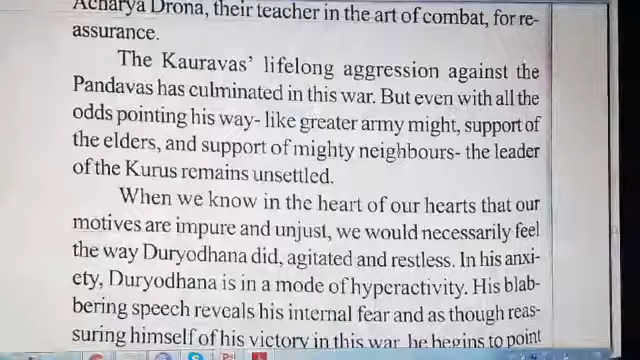 Acharya Drona, their teacher in the art of combat, for re-
assurance.
The Kauravas' lifelong aggression against the
Pandavas has culminated in this war. But even with all the
odds pointing his way- like greater army might, support of
the elders, and support of mighty neighbours- the leader
of the Kurus remains unsettled.
When we know in the heart of our hearts that our
motives are impure and unjust, we would necessarily feel
the way Duryodhana did, agitated and restless. In his anxi-
ety, Duryodhana is in a mode of hyperactivity. His blab-
bering speech reveals his internal fear and as though reas-
suring himself of his victory in this war, he begins to point